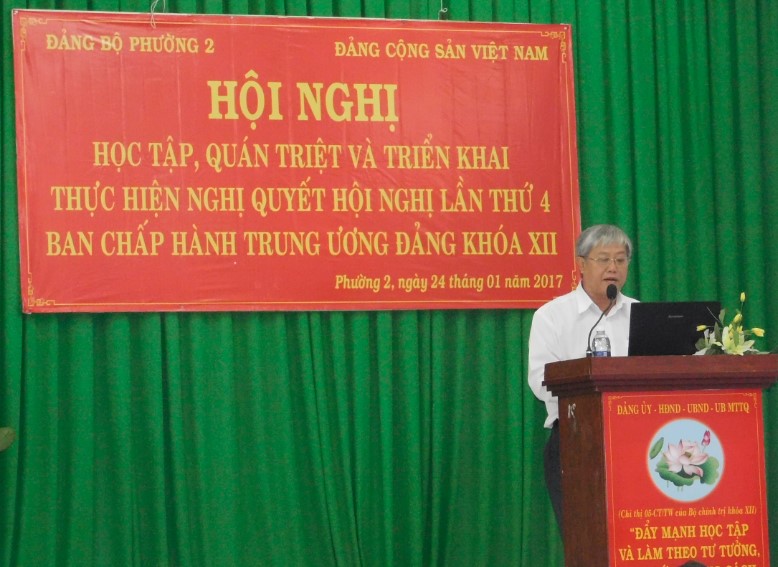 ĐẢNG BỘ PHƯỜNG 2 ĐẢNG CỘNG SẢN VIỆT NAM
HỘI NGHỊ
HỌC TẬP, QUÁN TRIỆT VÀ TRIỂN KHAI
THỰC HIỆN NGHỊ QUYẾT HỘI NGHỊ LẦN THỨ 4
BAN CHẤP HÀNH TRUNG ƯƠNG ĐẢNG KHÓA XII
Phường 2, ngày 24 tháng 01 năm 2017
ĐẢNG ỦY - HĐND - UBND - UB MTTQ
(Chỉ thị 05-CT/TW của Bộ chính trị khóa XII)
"ĐẨY MẠNH HỌC TẬP
VÀ LÀM THEO TƯ TƯỞNG,